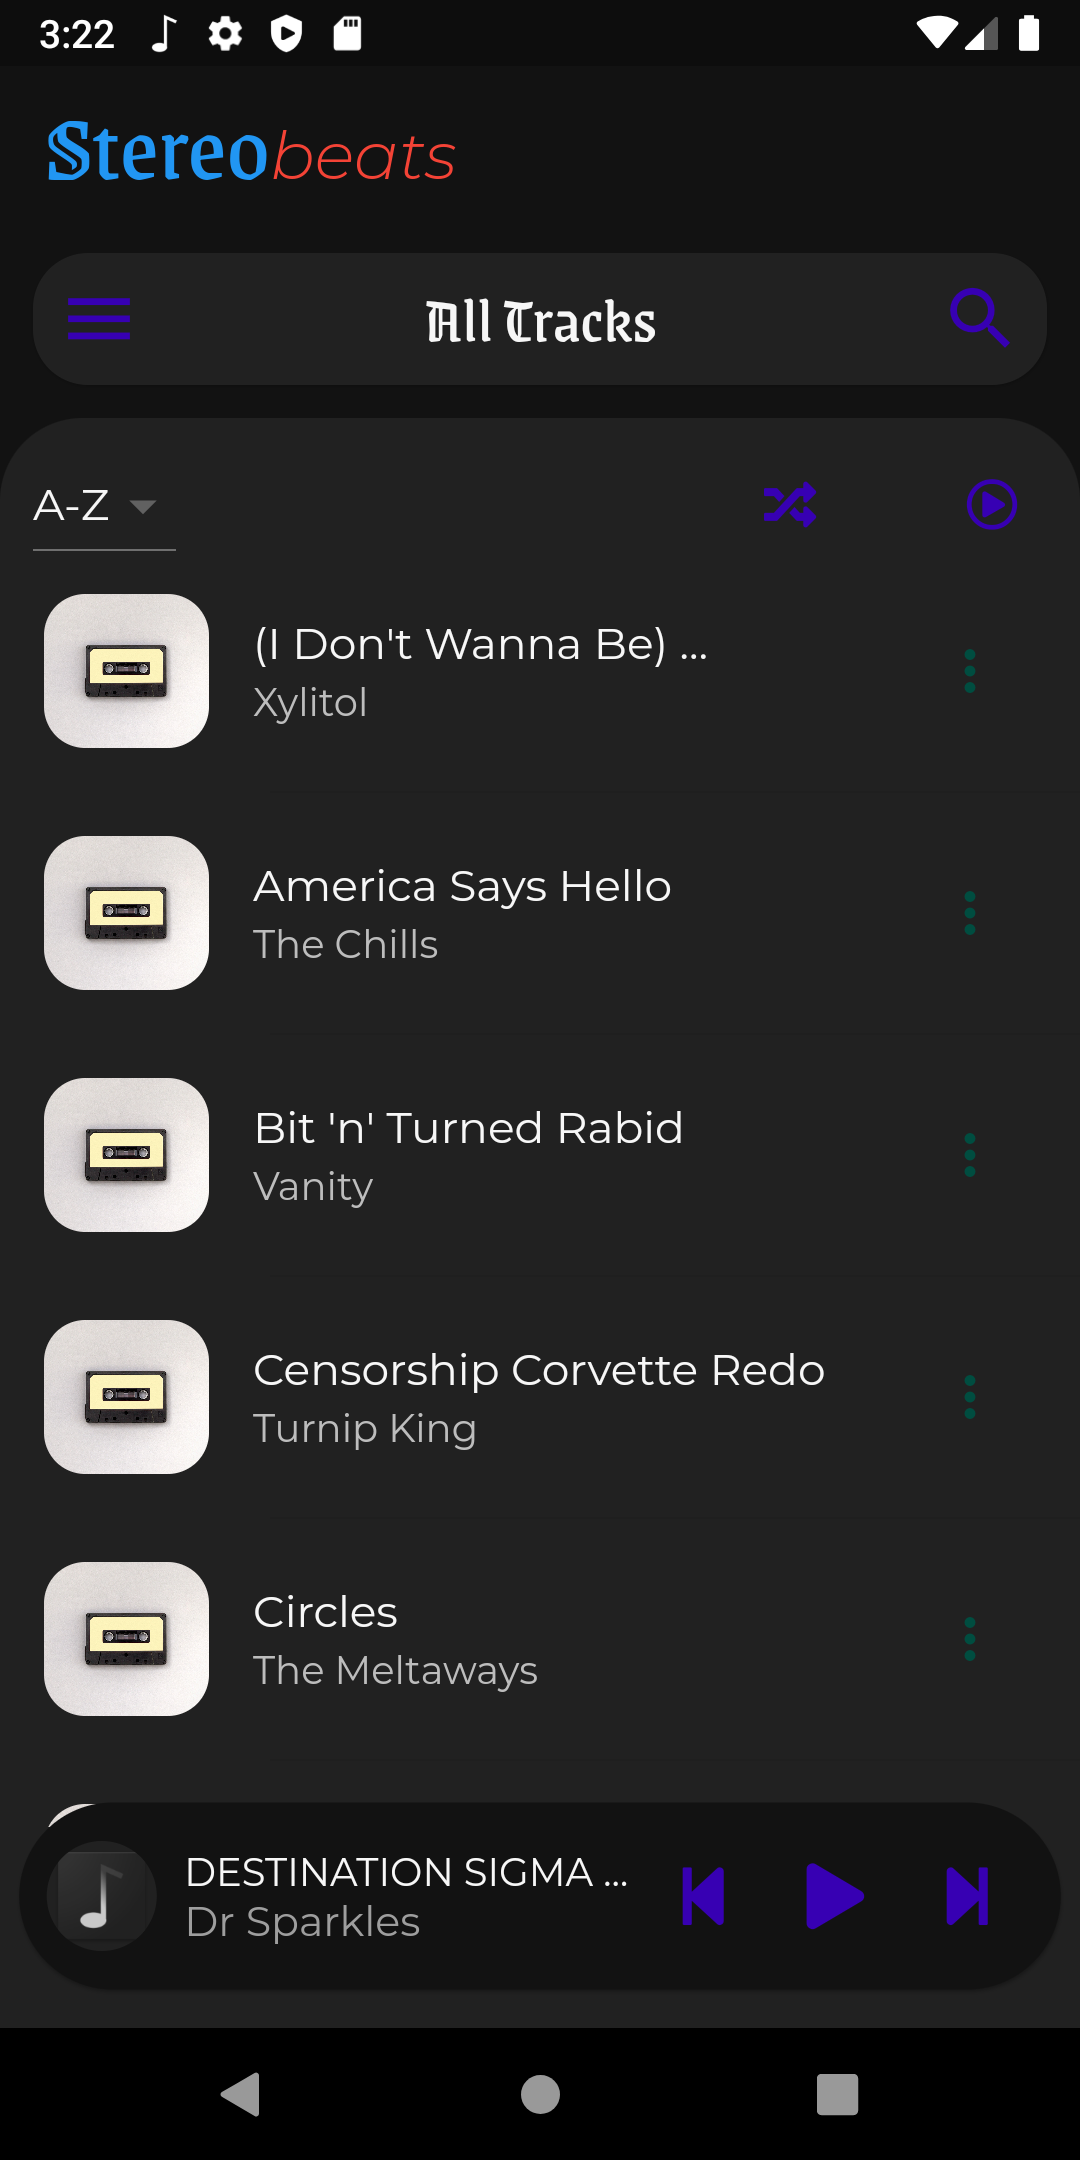 3:22
Stereobeats
All Tracks
A-Z
(I Don't Wanna Be) ...
Xylitol
America Says Hello
The Chills
Bit 'n' Turned Rabid
Vanity
Censorship Corvette Redo
Turnip King
Circles
The Meltaways
DESTINATION SIGMA ...
Dr Sparkles